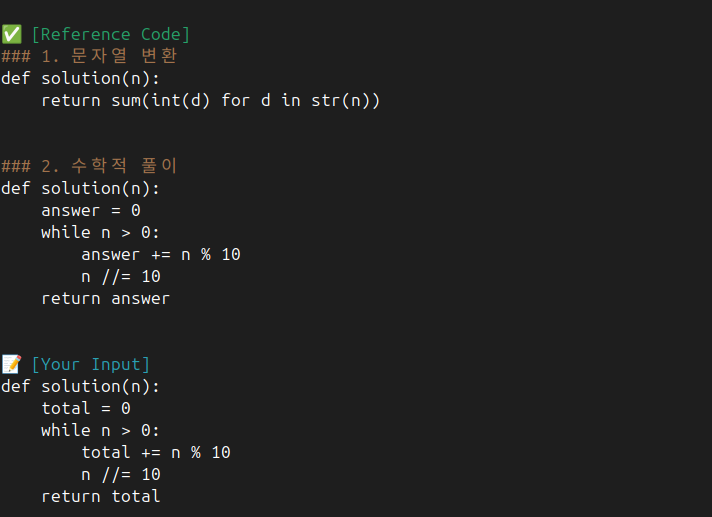 ✅ [Reference Code]
### 1. 문자열 변환
def solution(n):
    return sum(int(d) for d in str(n))
### 2. 수학적 풀이
def solution(n):
    answer = 0
    while n > 0:
        answer += n % 10
        n //= 10
    return answer
📝 [Your Input]
def solution(n):
    total = 0
    while n > 0:
        total += n % 10
        n //= 10
    return total